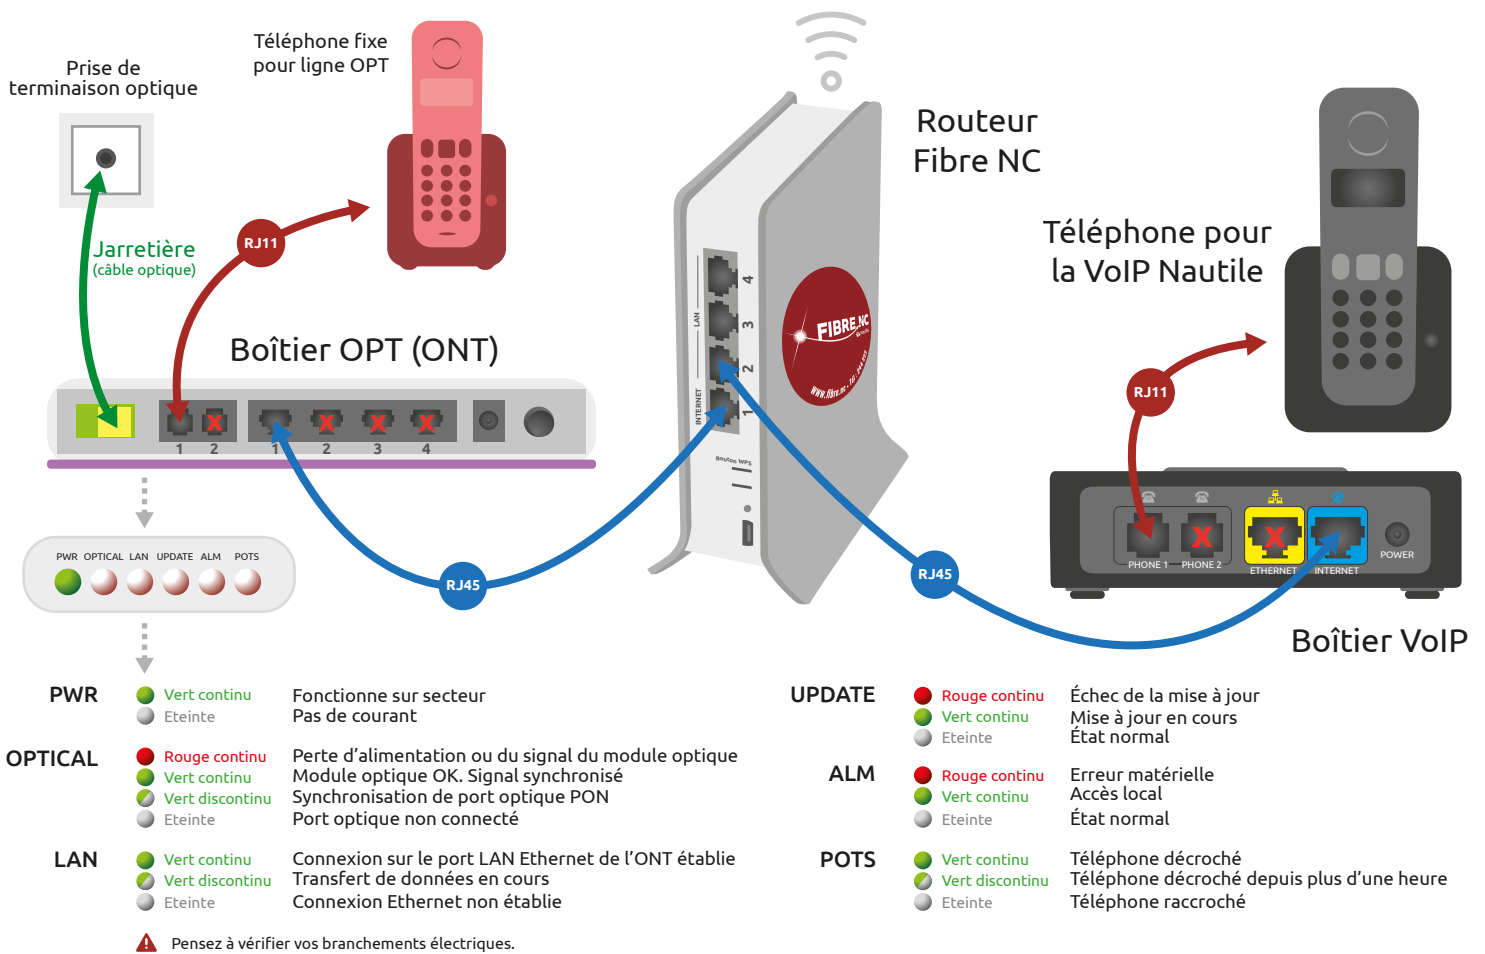 Prise de
terminaison optique
Téléphone fixe
pour ligne OPT
Jarretière
(câble optique)
RJ11
Boîtier OPT (ONT)
1 2
1 2 3 4
X X X X
Routeur
Fibre NC
LAN
INTERNET
4
3
2
1
Bouton WPS
FIBRE.NC
www.fibre.nc
Téléphone pour
la VoIP Nautile
RJ11
RJ45
RJ45
X X
PHONE 1 PHONE 2 ETHERNET INTERNET POWER
Boîtier VoIP
PWR OPTICAL LAN UPDATE ALM POTS
PWR
Vert continu Fonctionne sur secteur
Eteinte Pas de courant
OPTICAL
Rouge continu Perte d’alimentation ou du signal du module optique
Vert continu Module optique OK. Signal synchronisé
Vert discontinu Synchronisation de port optique PON
Eteinte Port optique non connecté
LAN
Vert continu Connexion sur le port LAN Ethernet de l’ONT établie
Vert discontinu Transfert de données en cours
Eteinte Connexion Ethernet non établie
Pensez à vérifier vos branchements électriques.
UPDATE
Rouge continu Échec de la mise à jour
Vert continu Mise à jour en cours
Eteinte État normal
ALM
Rouge continu Erreur matérielle
Vert continu Accès local
Eteinte État normal
POTS
Vert continu Téléphone décroché
Vert discontinu Téléphone décroché depuis plus d’une heure
Eteinte Téléphone raccroché